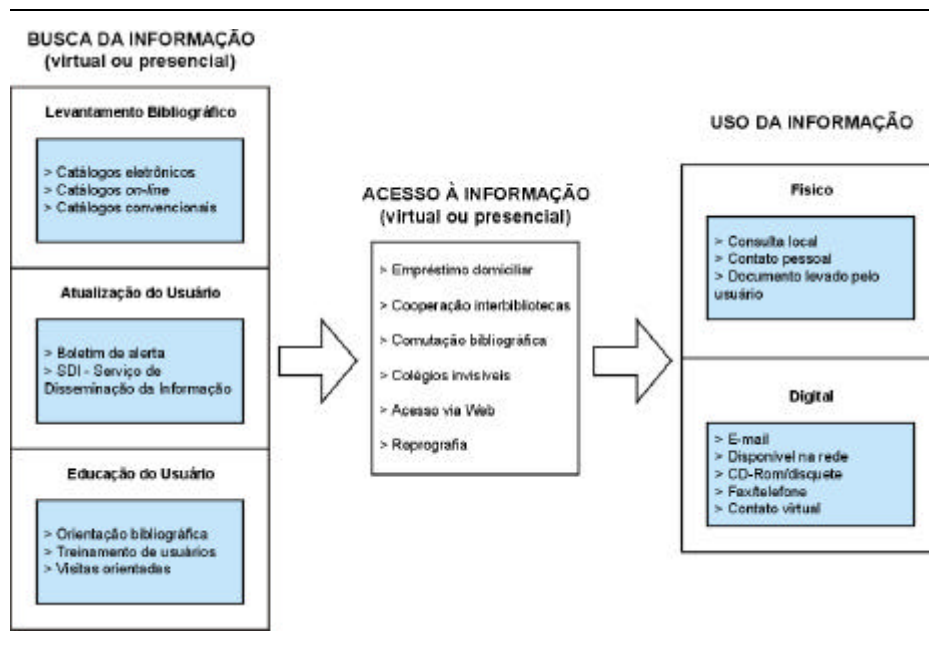 BUSCA DA INFORMAÇÃO
(virtual ou presencial)
Levantamento Bibliográfico
> Catálogos eletrônicos
> Catálogos on-line
> Catálogos convencionais
Atualização do Usuário
> Boletim de alerta
> SDI - Serviço de
Disseminação da Informação
Educação do Usuário
> Orientação bibliográfica
> Treinamento de usuários
> Visitas orientadas
ACESSO À INFORMAÇÃO
(virtual ou presencial)
> Empréstimo domiciliar
> Cooperação interbibliotecas
> Comutação bibliográfica
> Colégios invisíveis
> Acesso via Web
> Reprografia
USO DA INFORMAÇÃO
Físico
> Consulta local
> Contato pessoal
> Documento levado pelo
usuário
Digital
> E-mail
> Disponível na rede
> CD-Rom/disquete
> Fax/telefone
> Contato virtual